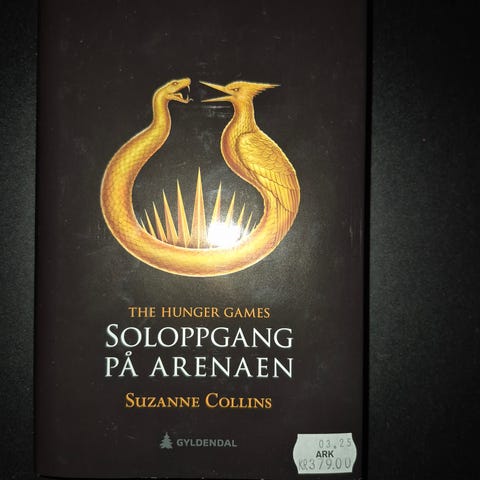 THE HUNGER GAMES
SOLOPPGANG
PÅ ARENAEN
SUZANNE COLLINS
GYLDENDAL
03.25
ARK
KR379.00